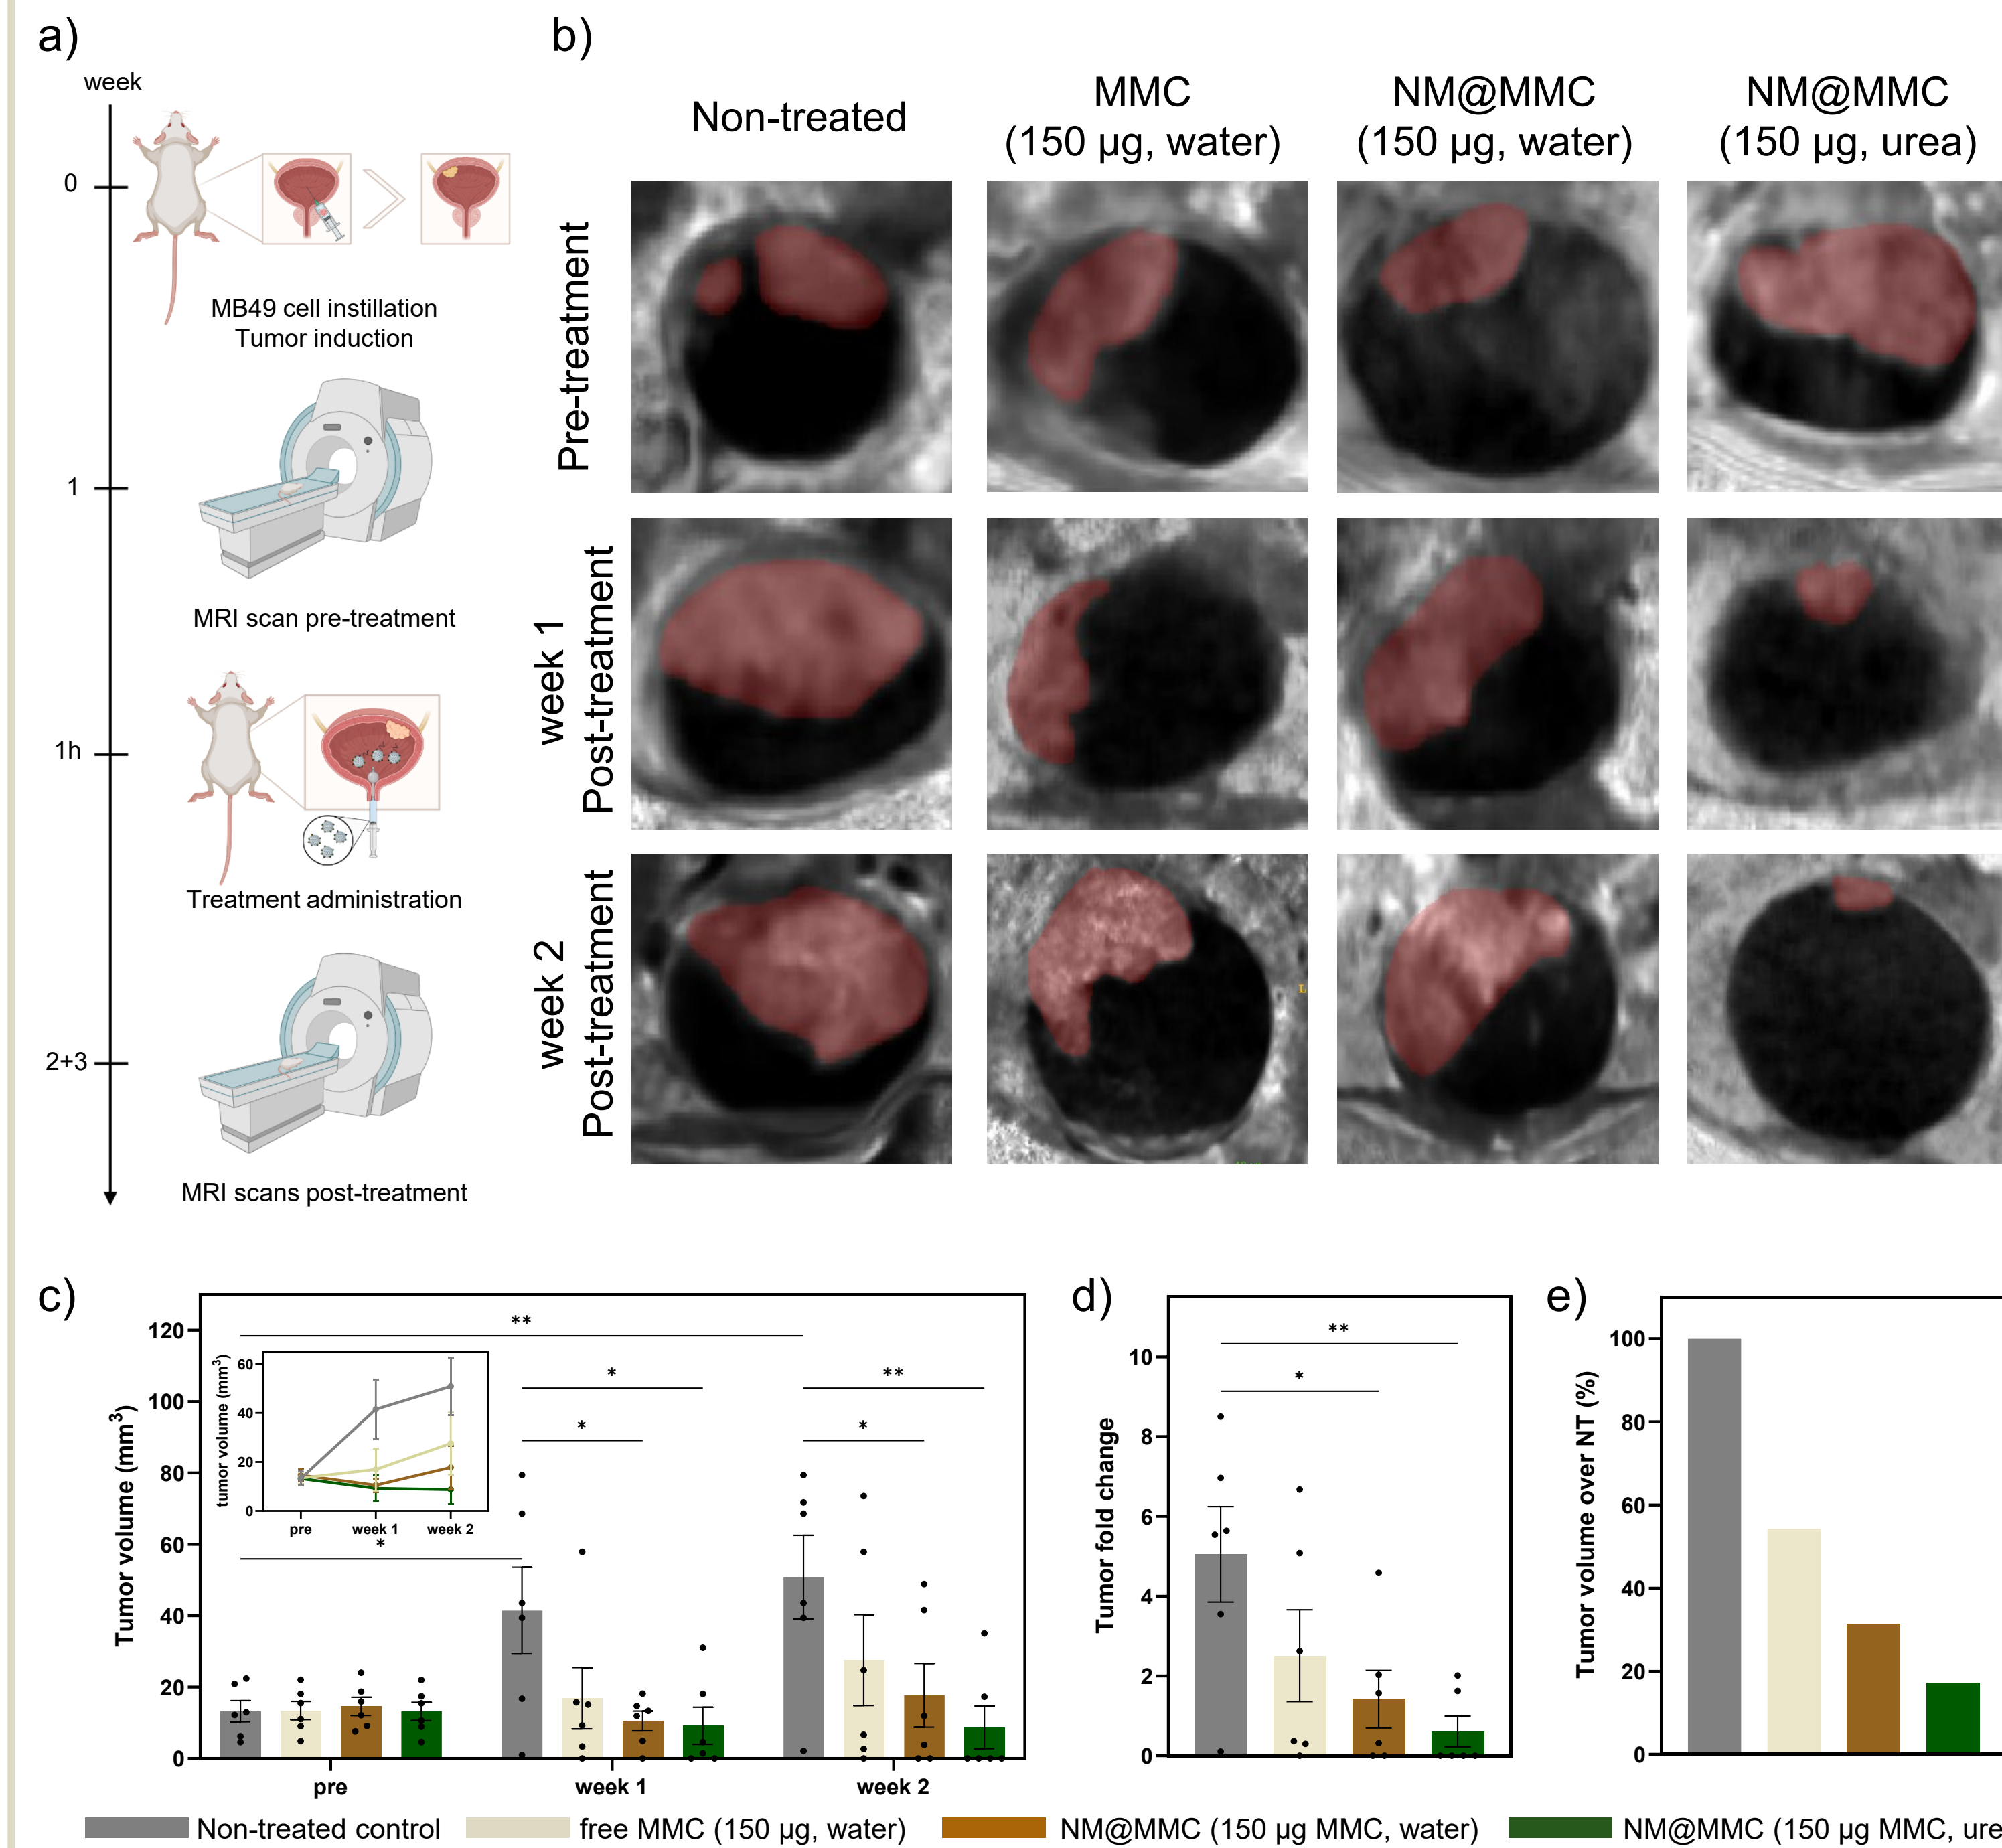 a)
week
0
MB49 cell instillation
Tumor induction
1
MRI scan pre-treatment
1h
Treatment administration
2+3
MRI scans post-treatment
b)
Non-treated
MMC
(150 µg, water)
NM@MMC
(150 µg, water)
NM@MMC
(150 µg, urea)
Pre-treatment
week 1
Post-treatment
week 2
Post-treatment
L
c)
Tumor volume (mm³)
120
100
80
60
40
20
0
**
*
*
**
*
*
tumor volume (mm³)
60
40
20
0
pre
week 1
week 2
pre
week 1
week 2
d)
Tumor fold change
10
8
6
4
2
0
**
*
e)
Tumor volume over NT (%)
100
80
60
40
20
0
Non-treated control
free MMC (150 µg, water)
NM@MMC (150 µg MMC, water)
NM@MMC (150 µg MMC, ure